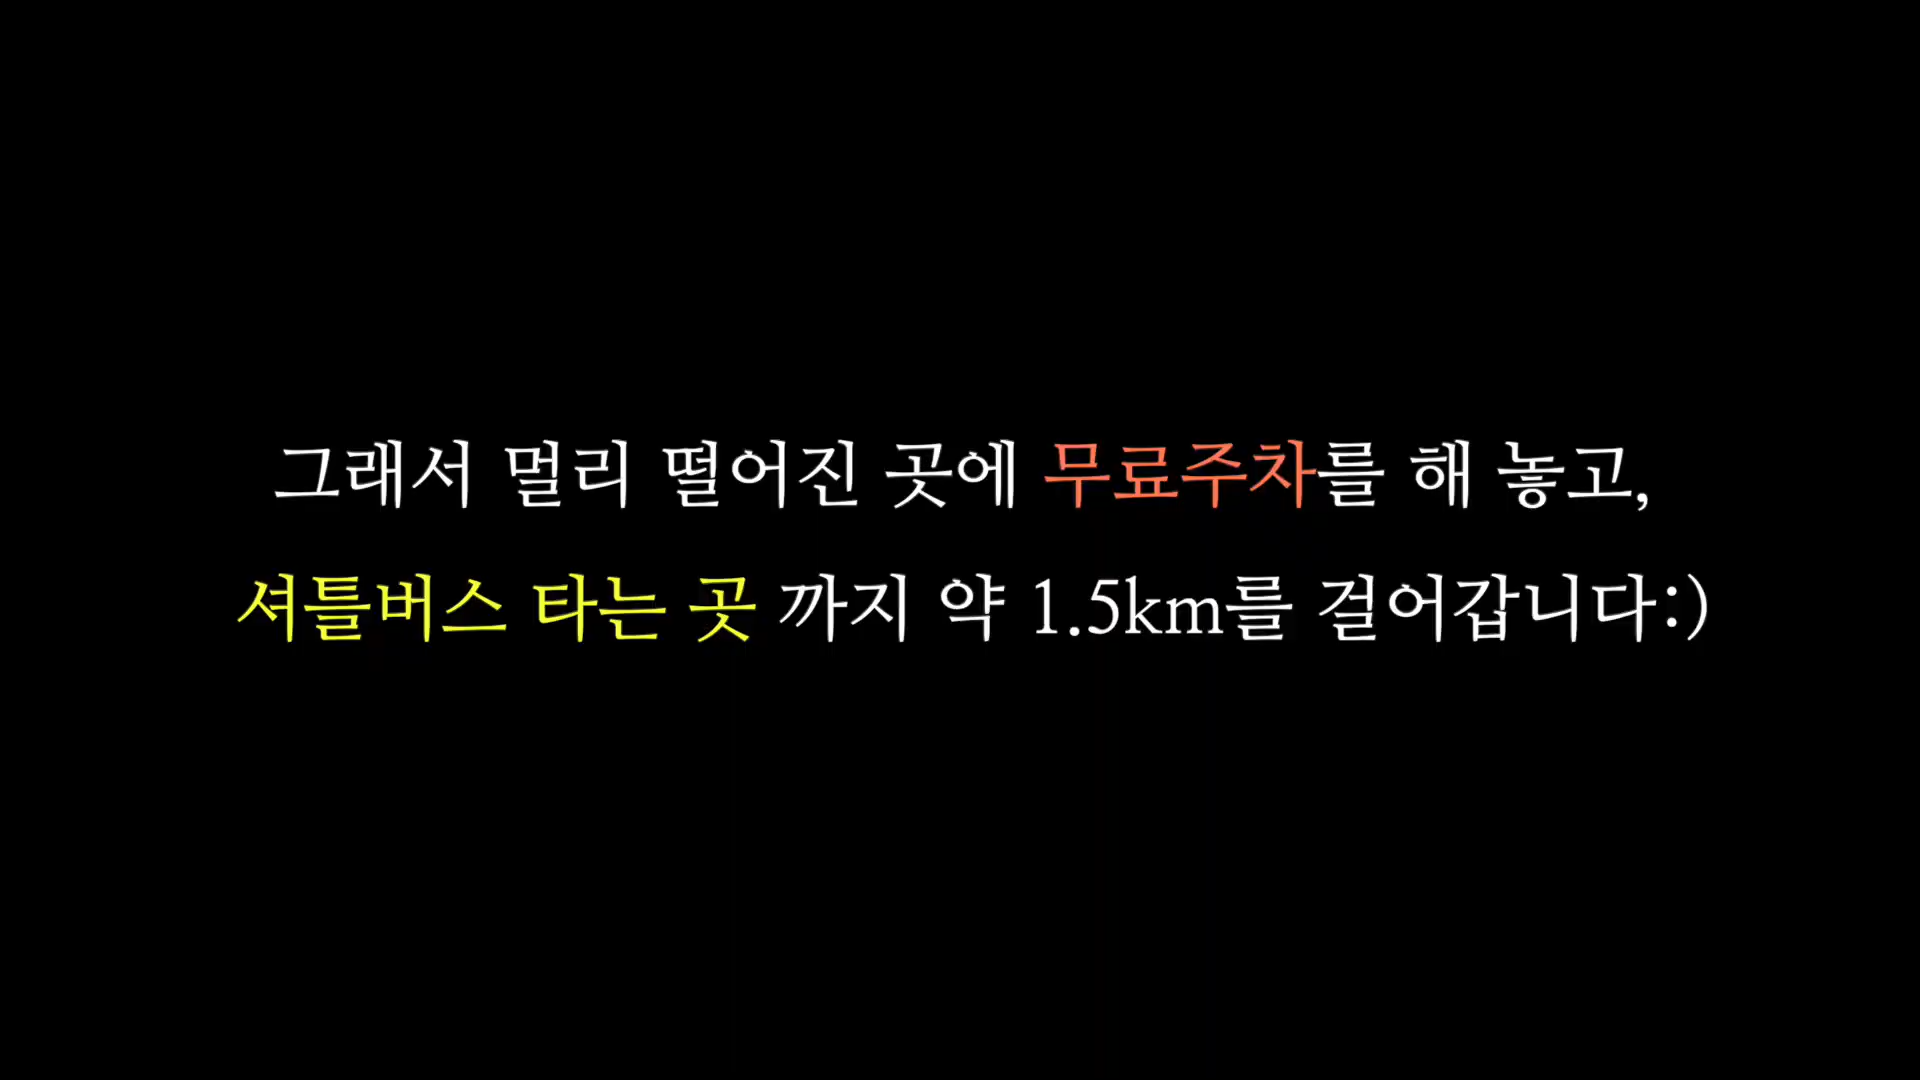 그래서 멀리 떨어진 곳에 무료주차를 해 놓고,
셔틀버스 타는 곳 까지 약 1.5km를 걸어갑니다:)